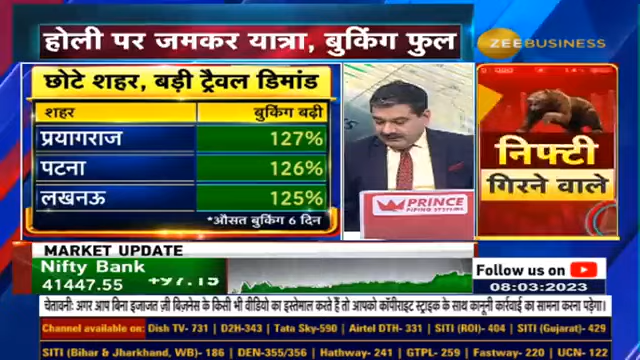 होली पर जमकर यात्रा, बुकिंग फुल
ZEE BUSINESS
छोटे शहर, बड़ी ट्रैवल डिमांड
शहर बुकिंग बढ़ी
प्रयागराज 127%
पटना 126%
लखनऊ 125%
*औसत बुकिंग 6 दिन
PRINCE
PIPING SYSTEMS
निफ्टी
गिरने वाले
MARKET UPDATE
Nifty Bank
41447.55
Follow us on
08:03:2023
चेतावनी: अगर आप बिना इजाजत ज़ी बिज़नेस के किसी भी वीडियो का इस्तेमाल करते हैं तो आपको कॉपीराइट स्ट्राइक के साथ कानूनी कार्रवाई का सामना करना पड़ेगा।
Channel available on: Dish TV- 731 | D2H-343 | Tata Sky-590 | Airtel DTH- 331 | SITI (ROI)- 404 | SITI (Gujarat)- 429
SITI (Bihar & Jharkhand, WB)- 186 | DEN-355/356 | Hathway- 241 | GTPL- 259 | Fastway- 220 | UCN- 122